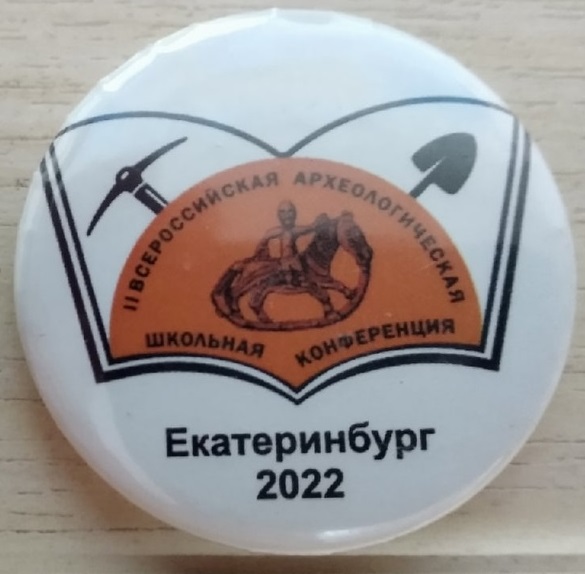 II ВСЕРОССИЙСКАЯ АРХЕОЛОГИЧЕСКАЯ
ШКОЛЬНАЯ КОНФЕРЕНЦИЯ
Екатеринбург
2022